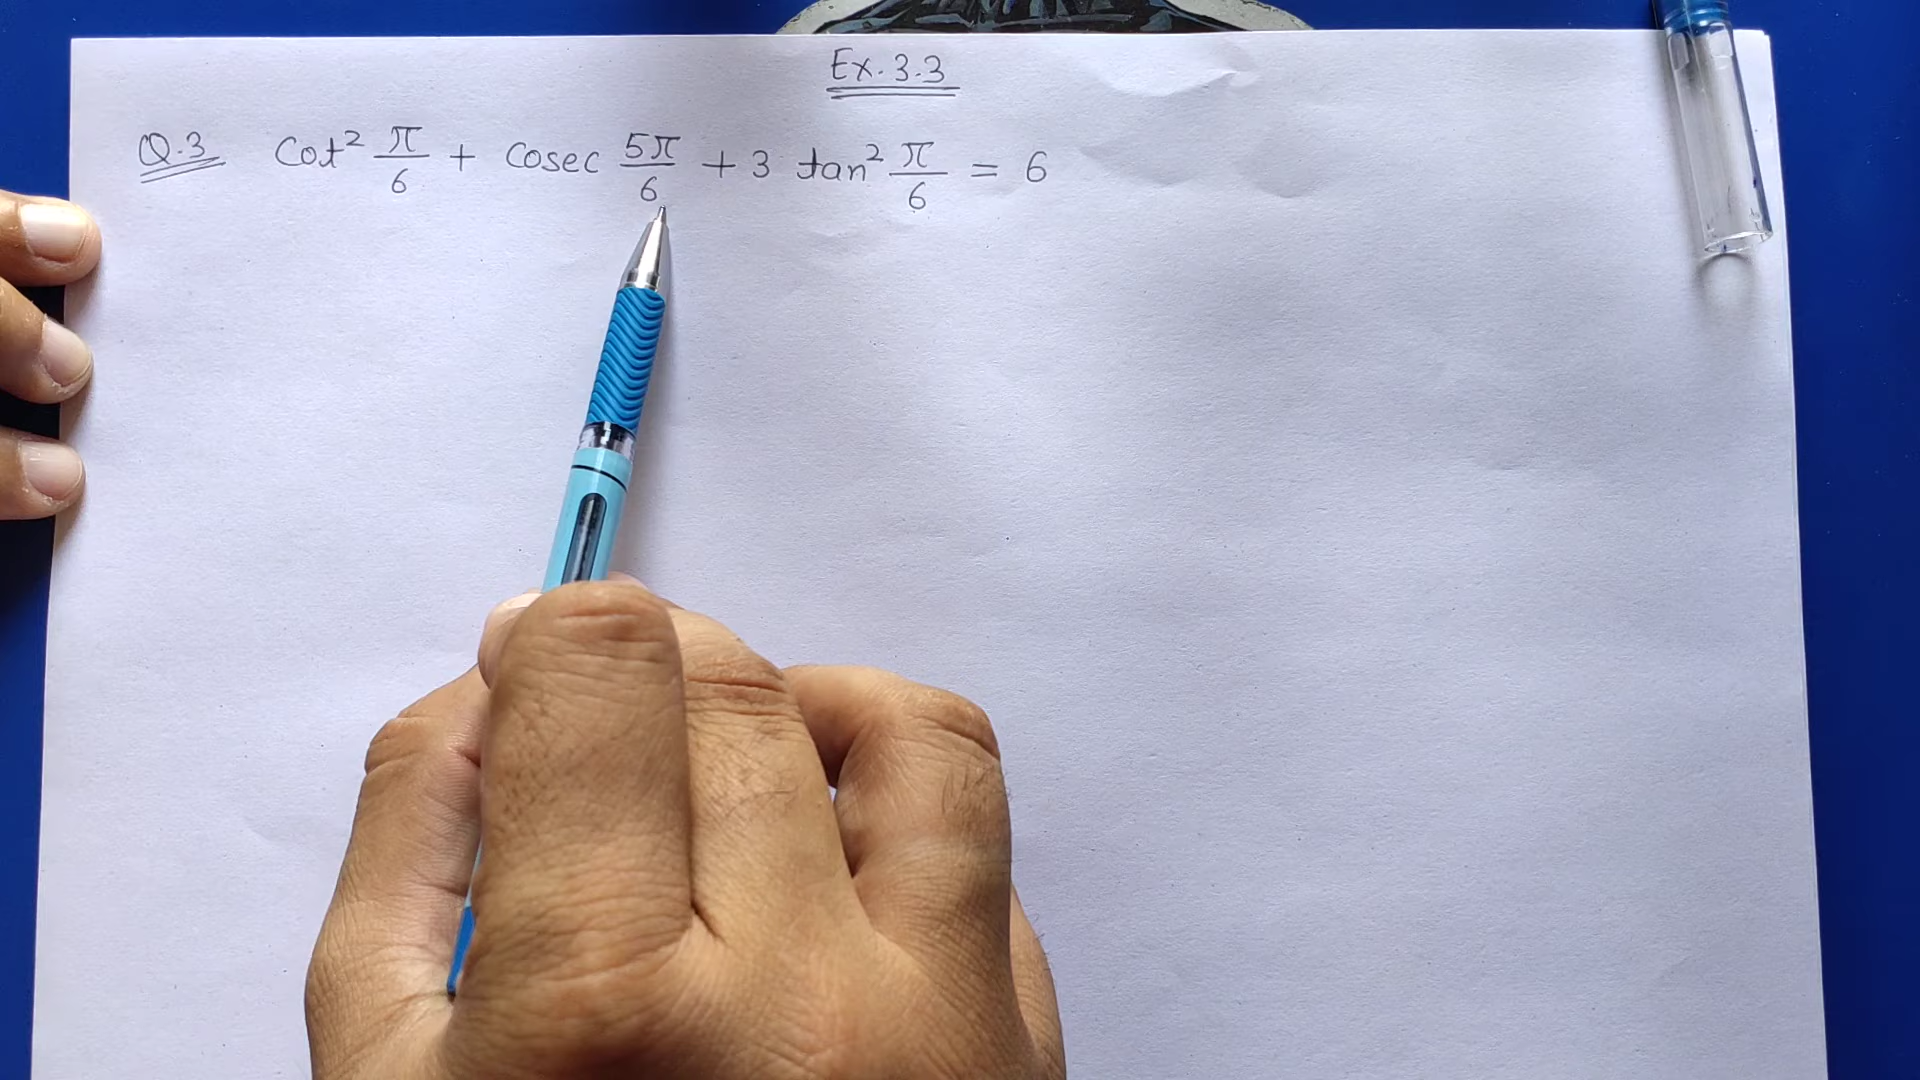 Ex. 3.3
Q.3 Cot² π/6 + Cosec 5π/6 + 3 tan² π/6 = 6